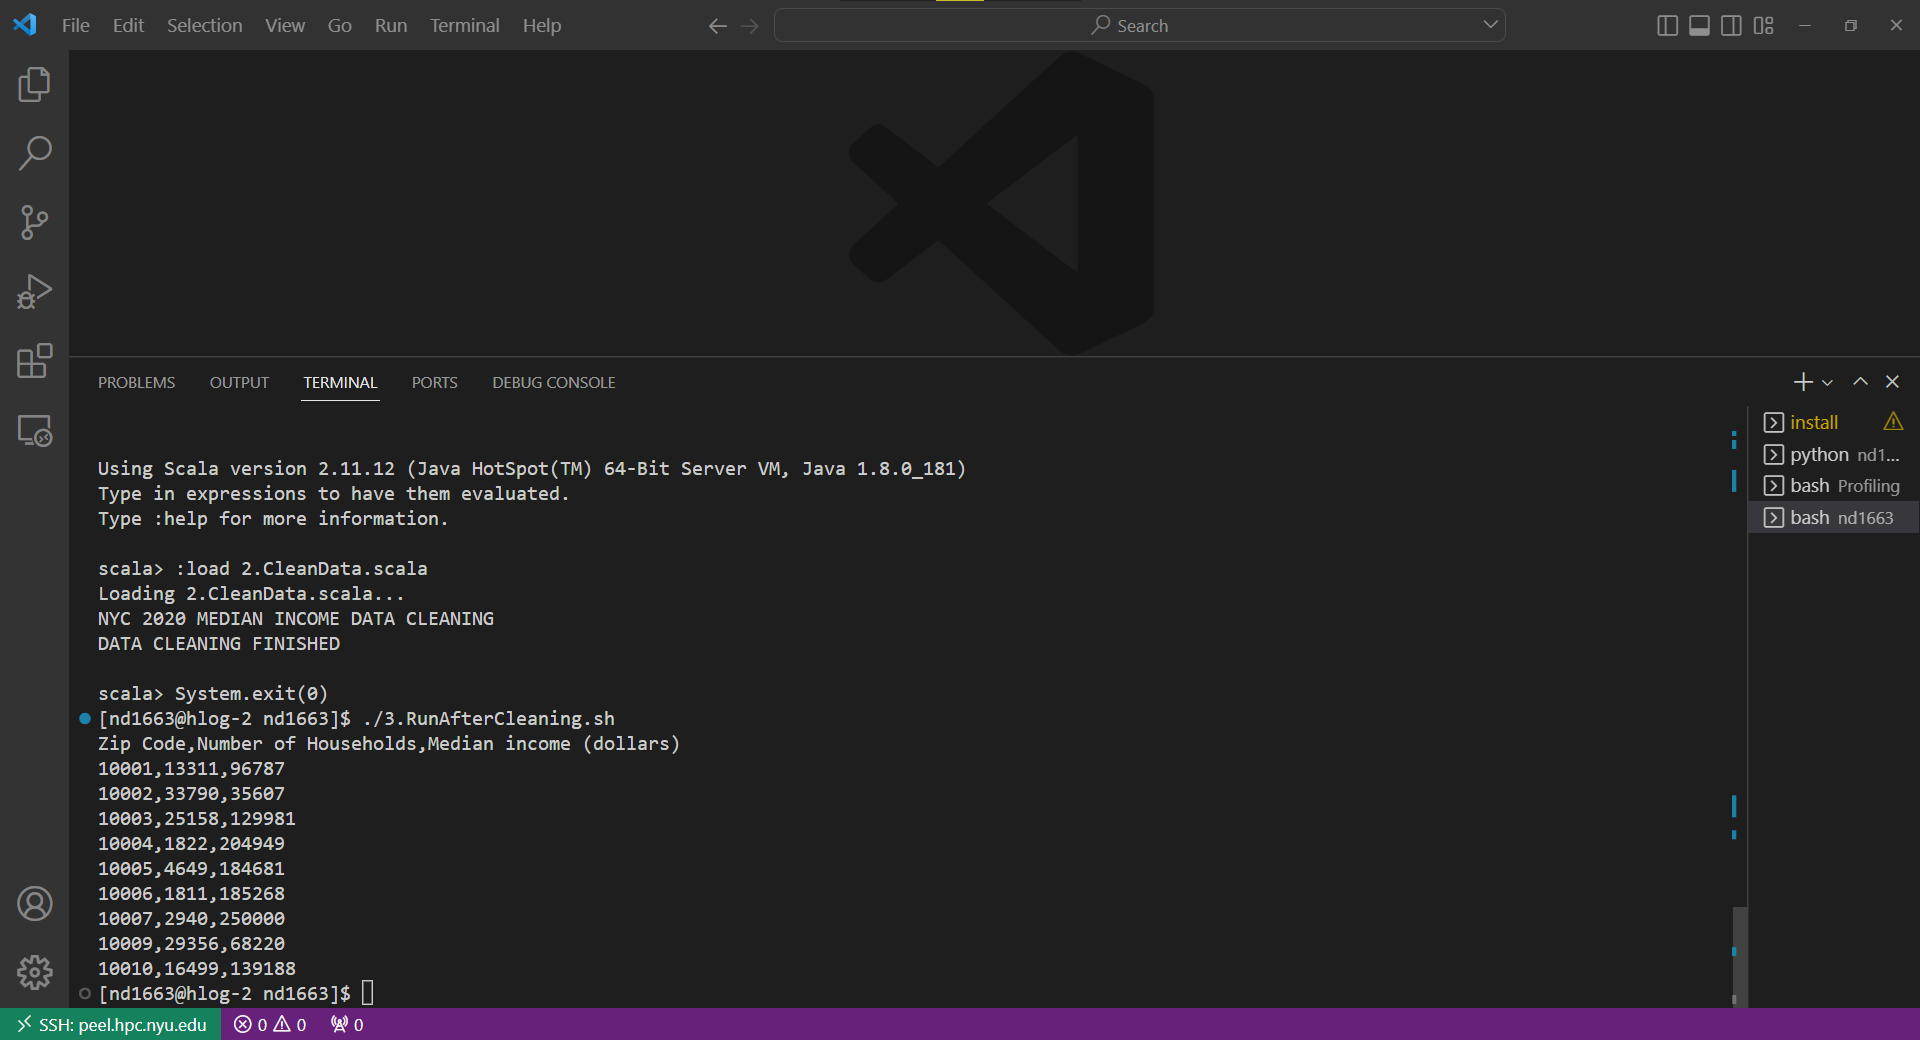 File Edit Selection View Go Run Terminal Help Search
PROBLEMS OUTPUT TERMINAL PORTS DEBUG CONSOLE
install
python nd1...
bash Profiling
bash nd1663
Using Scala version 2.11.12 (Java HotSpot(TM) 64-Bit Server VM, Java 1.8.0_181)
Type in expressions to have them evaluated.
Type :help for more information.
scala> :load 2.CleanData.scala
Loading 2.CleanData.scala...
NYC 2020 MEDIAN INCOME DATA CLEANING
DATA CLEANING FINISHED
scala> System.exit(0)
[nd1663@hlog-2 nd1663]$ ./3.RunAfterCleaning.sh
Zip Code,Number of Households,Median income (dollars)
10001,13311,96787
10002,33790,35607
10003,25158,129981
10004,1822,204949
10005,4649,184681
10006,1811,185268
10007,2940,250000
10009,29356,68220
10010,16499,139188
[nd1663@hlog-2 nd1663]$
SSH: peel.hpc.nyu.edu 0 0 0